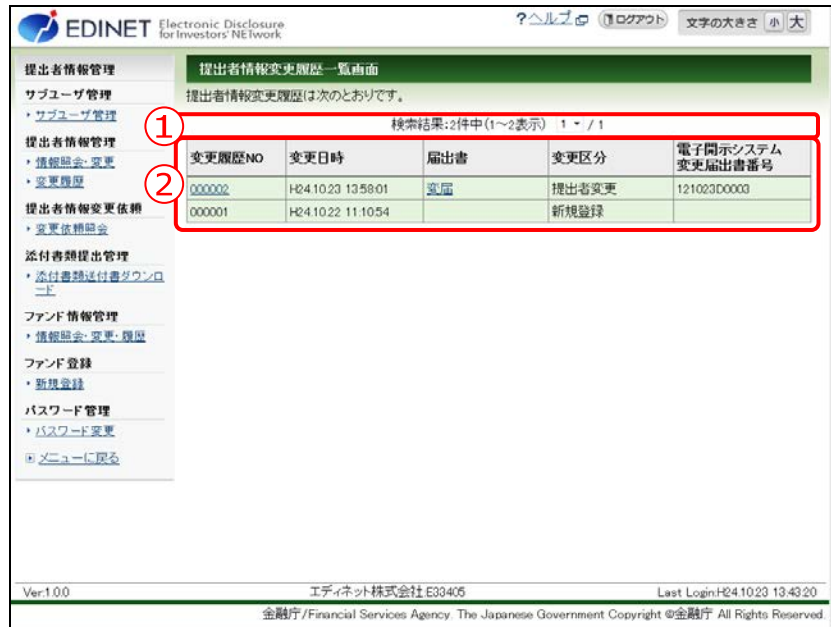 EDINET Electronic Disclosure
for Investors' NETwork
?ヘルプ ログアウト 文字の大きさ 小 大
提出者情報管理
サブユーザ管理
サブユーザ管理
提出者情報管理
情報照会・変更
変更履歴
提出者情報変更依頼
変更依頼照会
添付書類提出管理
添付書類送付書ダウンロ
ード
ファンド情報管理
情報照会・変更・履歴
ファンド登録
新規登録
パスワード管理
パスワード変更
メニューに戻る
提出者情報変更履歴一覧画面
提出者情報変更履歴は次のとおりです。
①
検索結果:2件中(1～2表示) 1 / 1
②
変更履歴NO 変更日時 届出書 変更区分 電子開示システム
変更届出書番号
000002 H24.10.23 13:58:01 変届 提出者変更 121023D0003
000001 H24.10.22 11:10:54 新規登録
Ver.1.0.0 エディネット株式会社 E33405 Last Login:H24.10.23 13:43:20
金融庁/Financial Services Agency. The Japanese Government Copyright ©金融庁 All Rights Reserved.